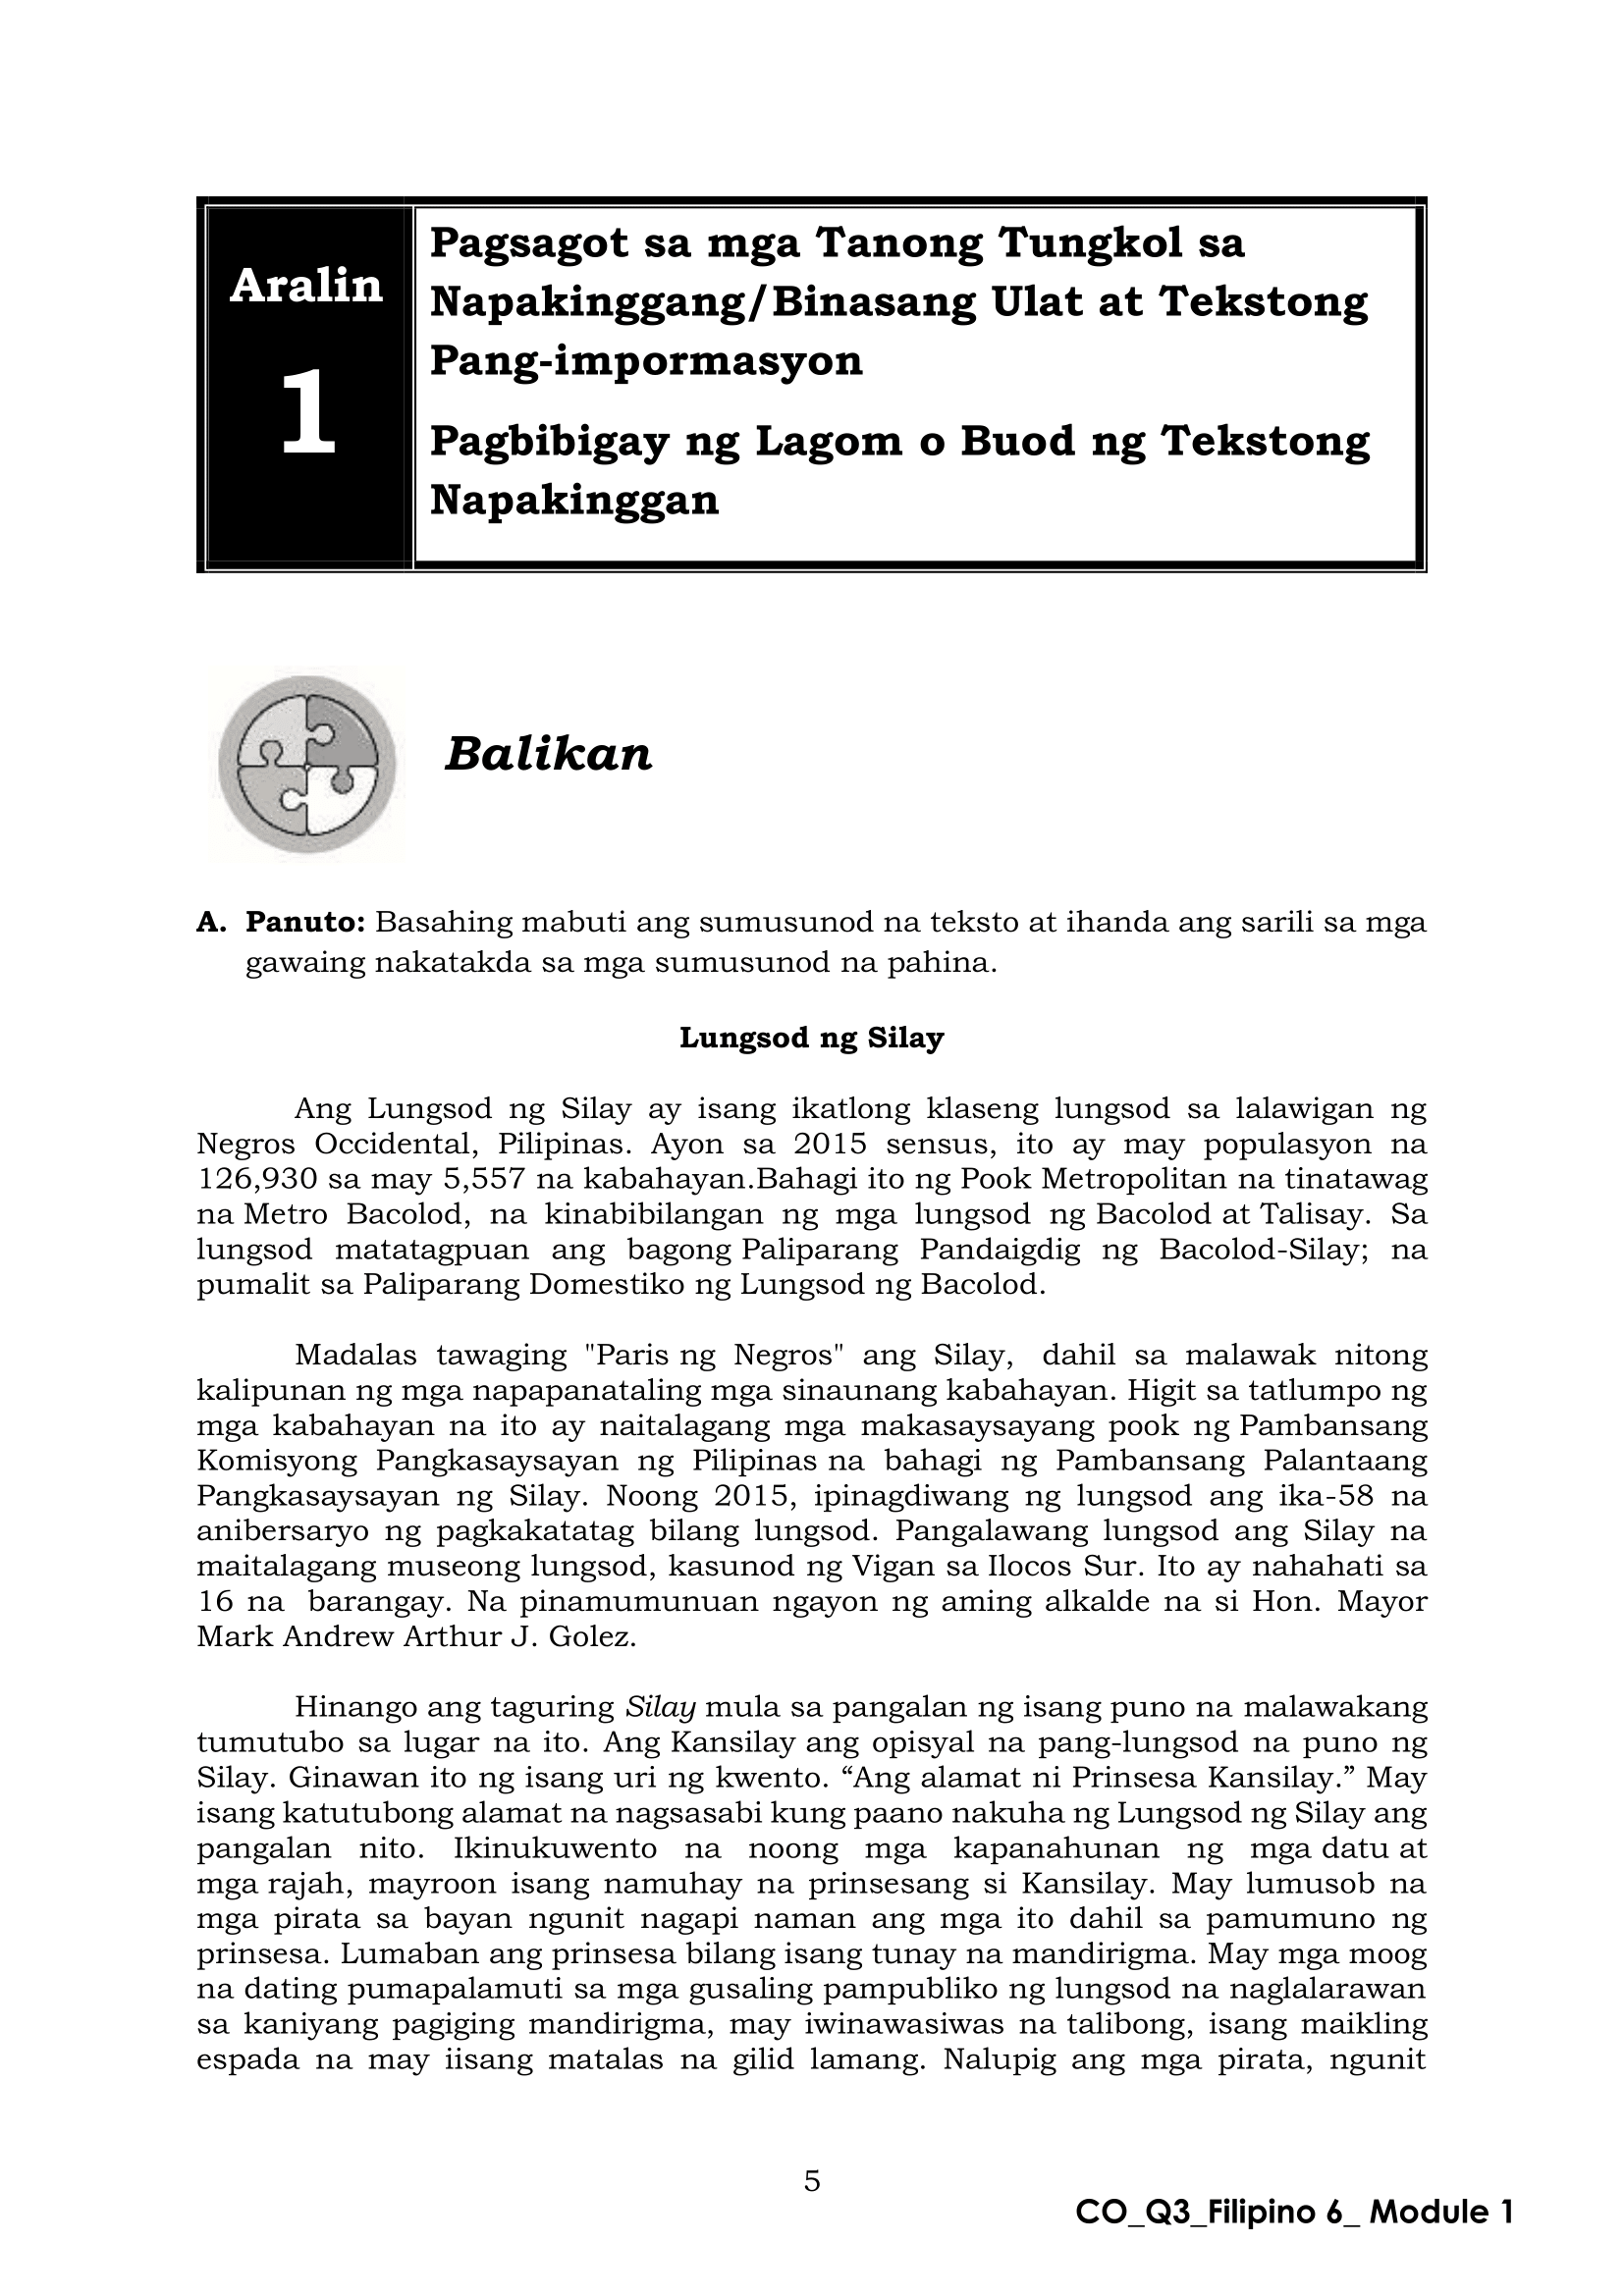 Aralin
1
Pagsagot sa mga Tanong Tungkol sa
Napakinggang/Binasang Ulat at Tekstong
Pang-impormasyon
Pagbibigay ng Lagom o Buod ng Tekstong
Napakinggan
Balikan
A. Panuto: Basahing mabuti ang sumusunod na teksto at ihanda ang sarili sa mga
gawaing nakatakda sa mga sumusunod na pahina.
Lungsod ng Silay
Ang Lungsod ng Silay ay isang ikatlong klaseng lungsod sa lalawigan ng
Negros Occidental, Pilipinas. Ayon sa 2015 sensus, ito ay may populasyon na
126,930 sa may 5,557 na kabahayan.Bahagi ito ng Pook Metropolitan na tinatawag
na Metro Bacolod, na kinabibilangan ng mga lungsod ng Bacolod at Talisay. Sa
lungsod matatagpuan ang bagong Paliparang Pandaigdig ng Bacolod-Silay; na
pumalit sa Paliparang Domestiko ng Lungsod ng Bacolod.
Madalas tawaging "Paris ng Negros" ang Silay, dahil sa malawak nitong
kalipunan ng mga napapanataling mga sinaunang kabahayan. Higit sa tatlumpo ng
mga kabahayan na ito ay naitalagang mga makasaysayang pook ng Pambansang
Komisyong Pangkasaysayan ng Pilipinas na bahagi ng Pambansang Palantaang
Pangkasaysayan ng Silay. Noong 2015, ipinagdiwang ng lungsod ang ika-58 na
anibersaryo ng pagkakatatag bilang lungsod. Pangalawang lungsod ang Silay na
maitalagang museong lungsod, kasunod ng Vigan sa Ilocos Sur. Ito ay nahahati sa
16 na barangay. Na pinamumunuan ngayon ng aming alkalde na si Hon. Mayor
Mark Andrew Arthur J. Golez.
Hinango ang taguring Silay mula sa pangalan ng isang puno na malawakang
tumutubo sa lugar na ito. Ang Kansilay ang opisyal na pang-lungsod na puno ng
Silay. Ginawan ito ng isang uri ng kwento. “Ang alamat ni Prinsesa Kansilay.” May
isang katutubong alamat na nagsasabi kung paano nakuha ng Lungsod ng Silay ang
pangalan nito. Ikinukuwento na noong mga kapanahunan ng mga datu at
mga rajah, mayroon isang namuhay na prinsesang si Kansilay. May lumusob na
mga pirata sa bayan ngunit nagapi naman ang mga ito dahil sa pamumuno ng
prinsesa. Lumaban ang prinsesa bilang isang tunay na mandirigma. May mga moog
na dating pumapalamuti sa mga gusaling pampubliko ng lungsod na naglalarawan
sa kaniyang pagiging mandirigma, may iwinawasiwas na talibong, isang maikling
espada na may iisang matalas na gilid lamang. Nalupig ang mga pirata, ngunit
5
CO_Q3_Filipino 6_ Module 1